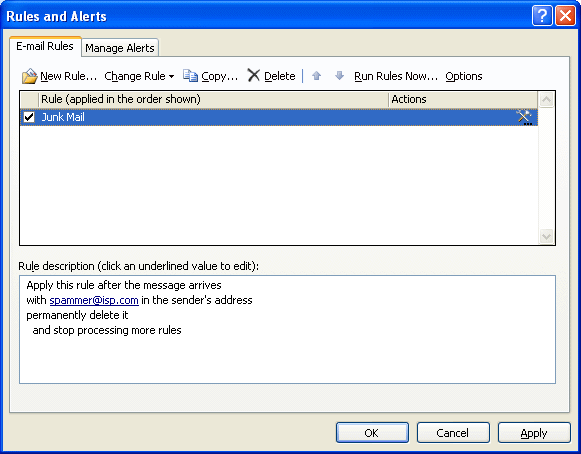 Rules and Alerts
E-mail Rules
Manage Alerts
New Rule... Change Rule Copy... Delete Run Rules Now... Options
Rule (applied in the order shown) Actions
Junk Mail
Rule description (click an underlined value to edit):
Apply this rule after the message arrives
with spammer@isp.com in the sender's address
permanently delete it
and stop processing more rules
OK Cancel Apply